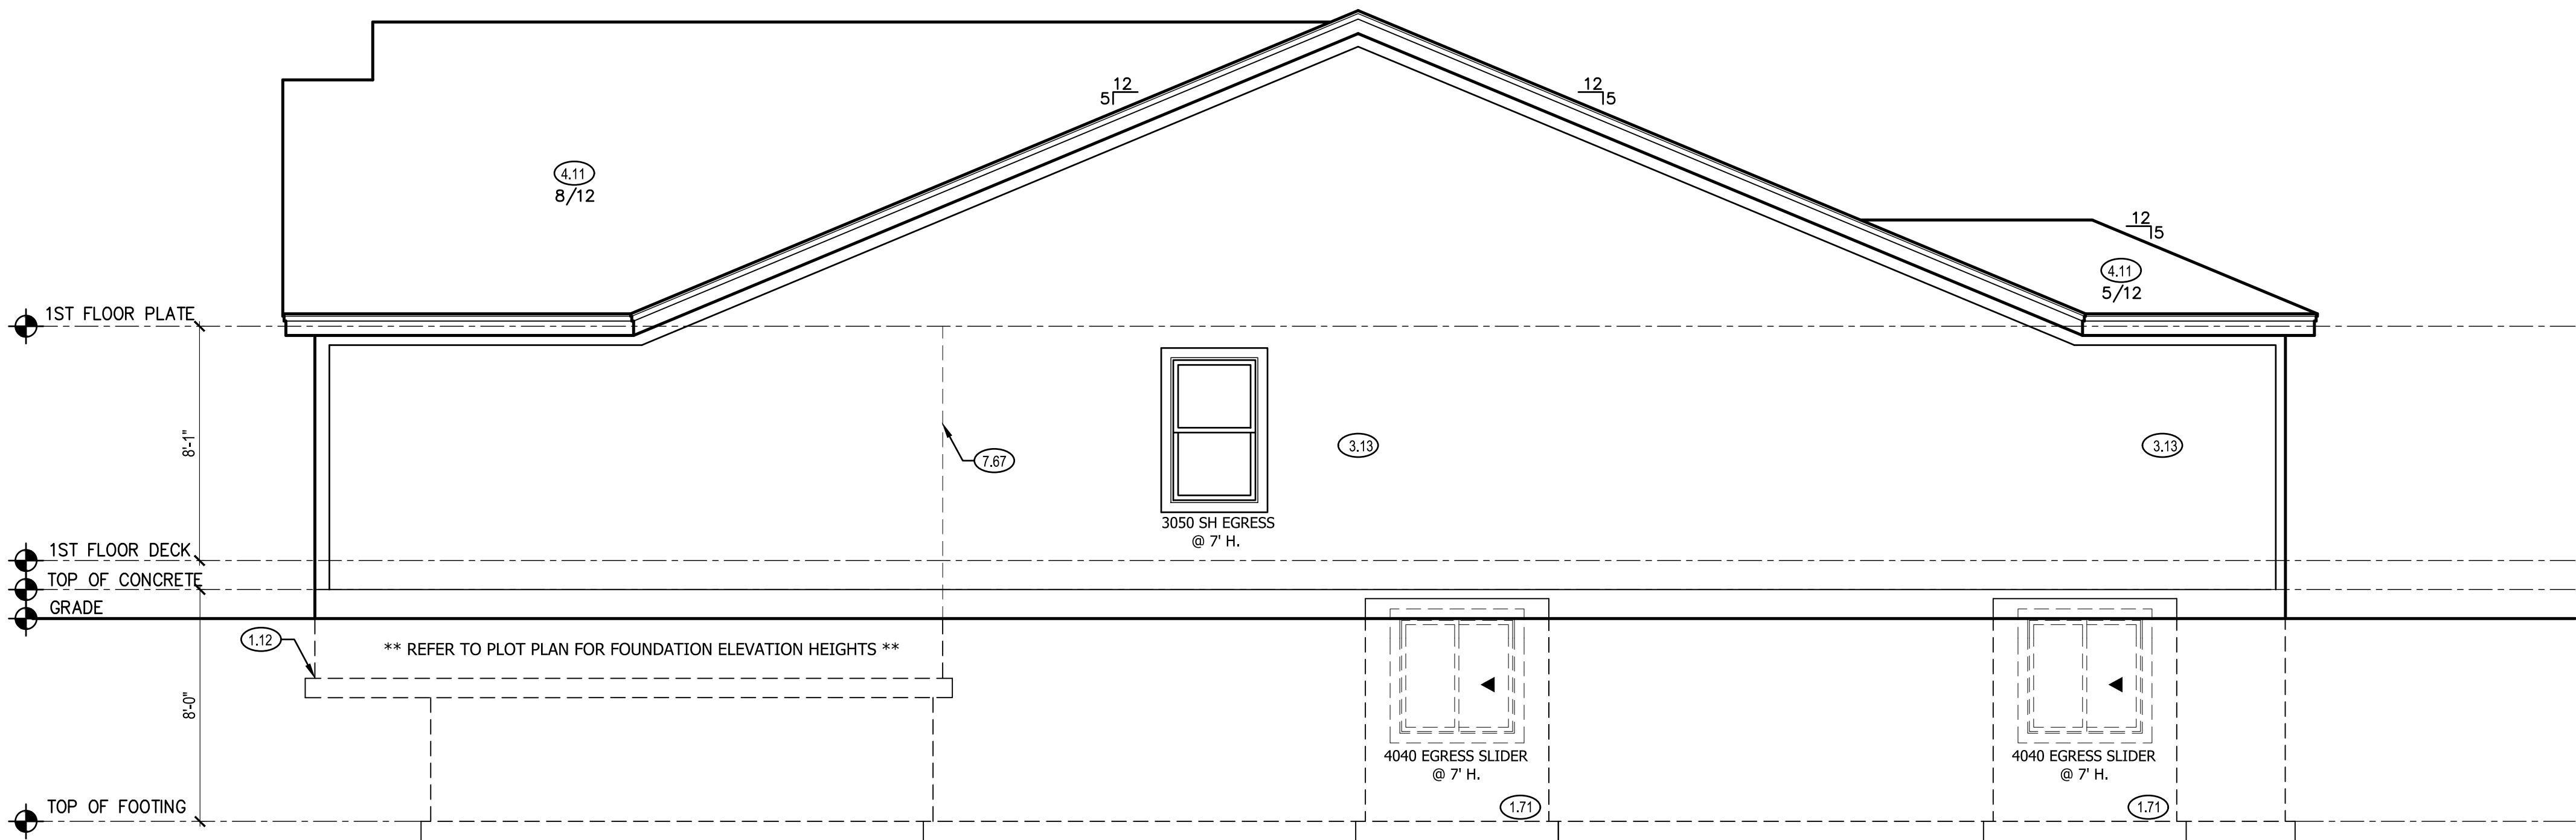 12
5
12
5
4.11
8/12
12
5
4.11
5/12
1ST FLOOR PLATE
8'-1"
3.13
3.13
7.67
3050 SH EGRESS
@ 7' H.
1ST FLOOR DECK
TOP OF CONCRETE
GRADE
1.12
** REFER TO PLOT PLAN FOR FOUNDATION ELEVATION HEIGHTS **
8'-0"
4040 EGRESS SLIDER
@ 7' H.
4040 EGRESS SLIDER
@ 7' H.
TOP OF FOOTING
1.71
1.71